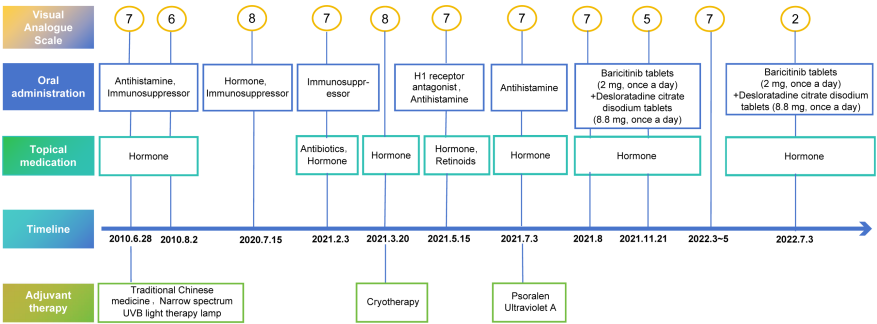 Visual
Analogue
Scale
7
6
8
7
8
7
7
7
5
7
2
Oral
administration
Antihistamine,
Immunosuppressor
Hormone,
Immunosuppressor
Immunosuppr-
essor
H1 receptor
antagonist,
Antihistamine
Antihistamine
Baricitinib tablets
(2 mg, once a day)
+Desloratadine citrate
disodium tablets
(8.8 mg, once a day)
Baricitinib tablets
(2 mg, once a day)
+Desloratadine citrate disodium
tablets (8.8 mg, once a day)
Topical
medication
Hormone
Antibiotics,
Hormone
Hormone
Hormone,
Retinoids
Hormone
Hormone
Hormone
Timeline
2010.6.28
2010.8.2
2020.7.15
2021.2.3
2021.3.20
2021.5.15
2021.7.3
2021.8
2021.11.21
2022.3~5
2022.7.3
Adjuvant
therapy
Traditional Chinese
medicine，Narrow spectrum
UVB light therapy lamp
Cryotherapy
Psoralen
Ultraviolet A